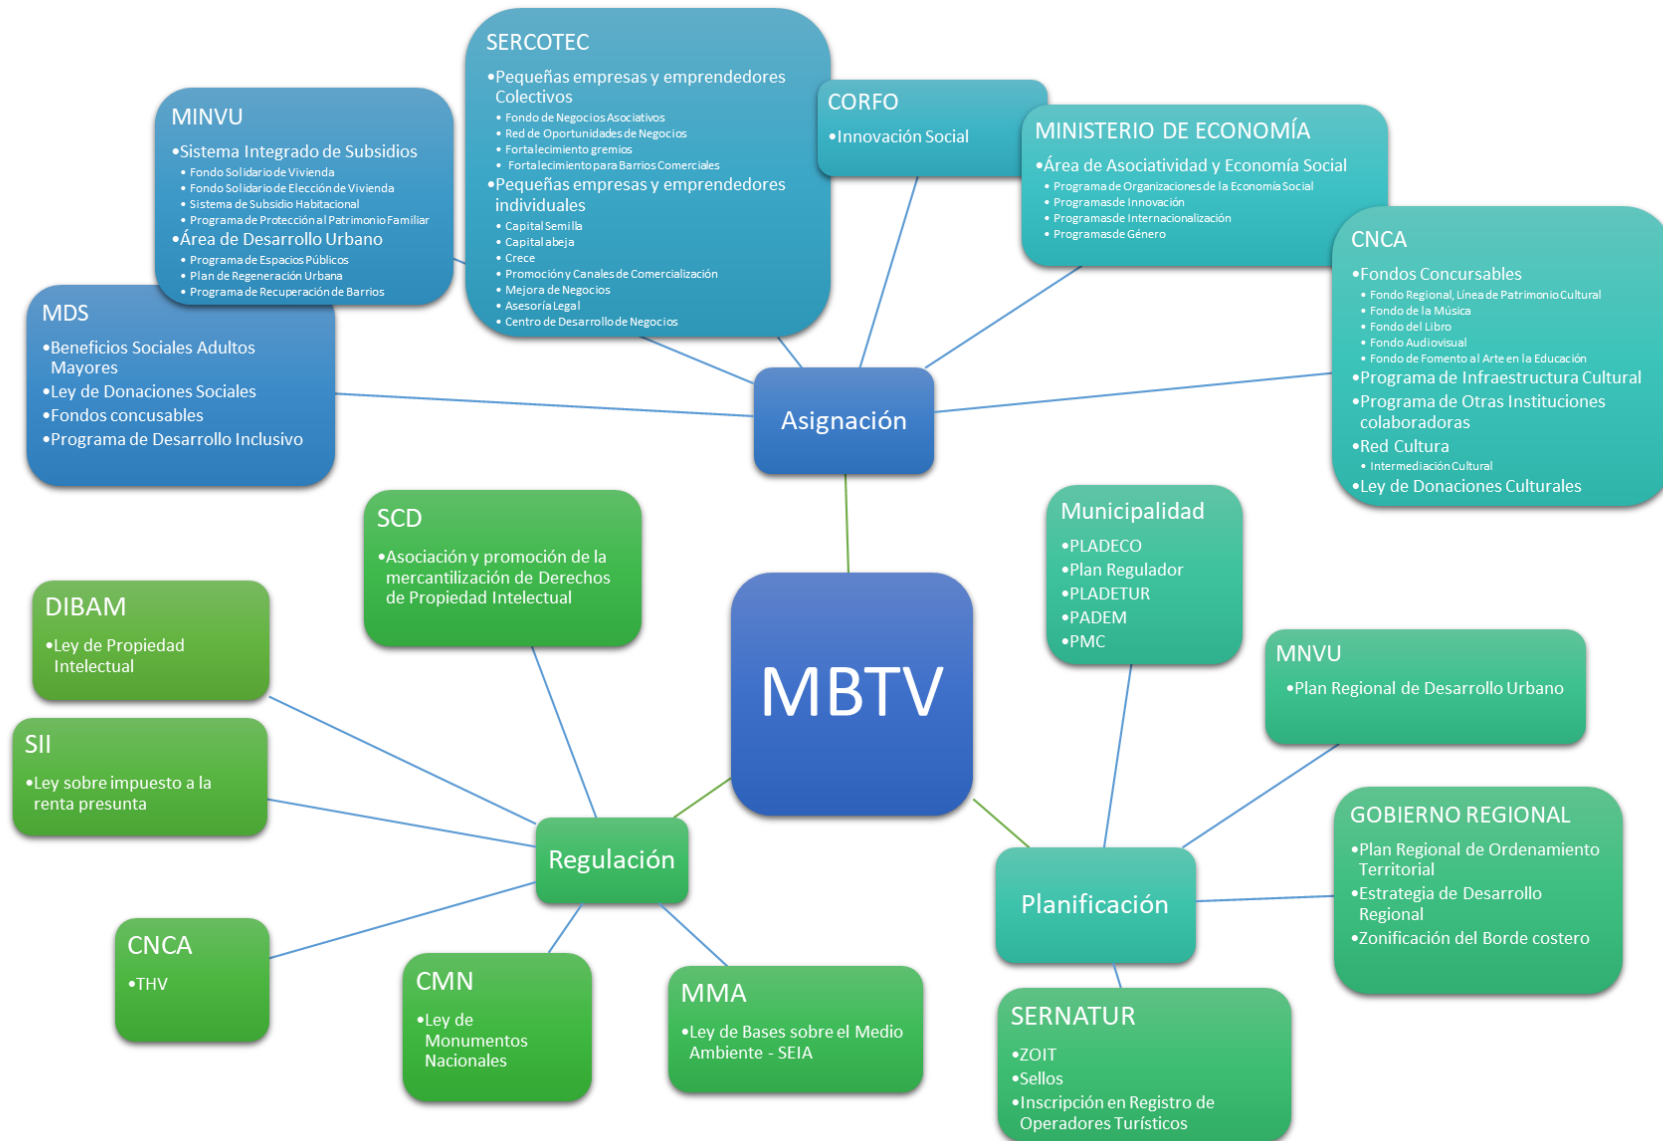 SERCOTEC
•Pequeñas empresas y emprendedores
Colectivos
• Fondo de Negocios Asociativos
• Red de Oportunidades de Negocios
• Fortalecimiento gremios
• Fortalecimiento para Barrios Comerciales
•Pequeñas empresas y emprendedores
individuales
• Capital Semilla
• Capital abeja
• Crece
• Promoción y Canales de Comercialización
• Mejora de Negocios
• Asesoría Legal
• Centro de Desarrollo de Negocios
MINVU
•Sistema Integrado de Subsidios
• Fondo Solidario de Vivienda
• Fondo Solidario de Elección de Vivienda
• Sistema de Subsidio Habitacional
• Programa de Protección al Patrimonio Familiar
•Área de Desarrollo Urbano
• Programa de Espacios Públicos
• Plan de Regeneración Urbana
• Programa de Recuperación de Barrios
CORFO
•Innovación Social
MINISTERIO DE ECONOMÍA
•Área de Asociatividad y Economía Social
• Programa de Organizaciones de la Economía Social
• Programas de Innovación
• Programas de Internacionalización
• Programas de Género
CNCA
•Fondos Concursables
• Fondo Regional, Línea de Patrimonio Cultural
• Fondo de la Música
• Fondo del Libro
• Fondo Audiovisual
• Fondo de Fomento al Arte en la Educación
•Programa de Infraestructura Cultural
•Programa de Otras Instituciones
colaboradoras
•Red Cultura
• Intermediación Cultural
•Ley de Donaciones Culturales
MDS
•Beneficios Sociales Adultos
Mayores
•Ley de Donaciones Sociales
•Fondos concusables
•Programa de Desarrollo Inclusivo
Asignación
SCD
•Asociación y promoción de la
mercantilización de Derechos
de Propiedad Intelectual
DIBAM
•Ley de Propiedad
Intelectual
SII
•Ley sobre impuesto a la
renta presunta
MBTV
Municipalidad
•PLADECO
•Plan Regulador
•PLADETUR
•PADEM
•PMC
MNVU
•Plan Regional de Desarrollo Urbano
GOBIERNO REGIONAL
•Plan Regional de Ordenamiento
Territorial
•Estrategia de Desarrollo
Regional
•Zonificación del Borde costero
Regulación
Planificación
CNCA
•THV
CMN
•Ley de
Monumentos
Nacionales
MMA
•Ley de Bases sobre el Medio
Ambiente - SEIA
SERNATUR
•ZOIT
•Sellos
•Inscripción en Registro de
Operadores Turísticos